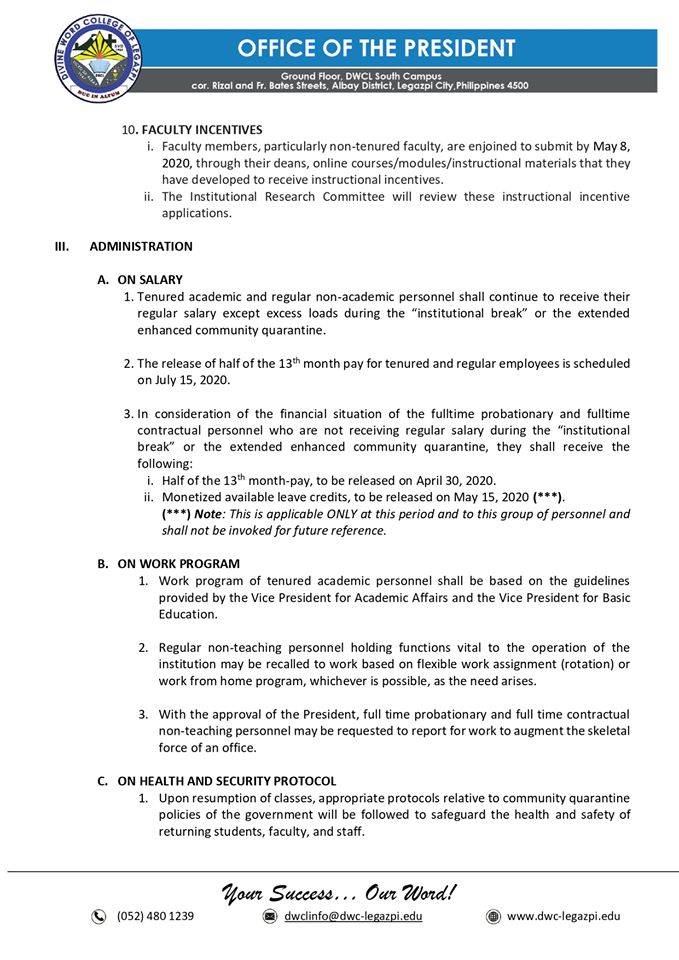 DIVINE WORD COLLEGE OF LEGAZPI
SVD
DUC IN ALTUM
OFFICE OF THE PRESIDENT
Ground Floor, DWCL South Campus
cor. Rizal and Fr. Bates Streets, Albay District, Legazpi City,Philippines 4500
10. FACULTY INCENTIVES
i. Faculty members, particularly non-tenured faculty, are enjoined to submit by May 8,
2020, through their deans, online courses/modules/instructional materials that they
have developed to receive instructional incentives.
ii. The Institutional Research Committee will review these instructional incentive
applications.
III. ADMINISTRATION
A. ON SALARY
1. Tenured academic and regular non-academic personnel shall continue to receive their
regular salary except excess loads during the “institutional break” or the extended
enhanced community quarantine.
2. The release of half of the 13th month pay for tenured and regular employees is scheduled
on July 15, 2020.
3. In consideration of the financial situation of the fulltime probationary and fulltime
contractual personnel who are not receiving regular salary during the “institutional
break” or the extended enhanced community quarantine, they shall receive the
following:
i. Half of the 13th month-pay, to be released on April 30, 2020.
ii. Monetized available leave credits, to be released on May 15, 2020 (***).
(***) Note: This is applicable ONLY at this period and to this group of personnel and
shall not be invoked for future reference.
B. ON WORK PROGRAM
1. Work program of tenured academic personnel shall be based on the guidelines
provided by the Vice President for Academic Affairs and the Vice President for Basic
Education.
2. Regular non-teaching personnel holding functions vital to the operation of the
institution may be recalled to work based on flexible work assignment (rotation) or
work from home program, whichever is possible, as the need arises.
3. With the approval of the President, full time probationary and full time contractual
non-teaching personnel may be requested to report for work to augment the skeletal
force of an office.
C. ON HEALTH AND SECURITY PROTOCOL
1. Upon resumption of classes, appropriate protocols relative to community quarantine
policies of the government will be followed to safeguard the health and safety of
returning students, faculty, and staff.
Your Success... Our Word!
(052) 480 1239 dwclinfo@dwc-legazpi.edu www.dwc-legazpi.edu